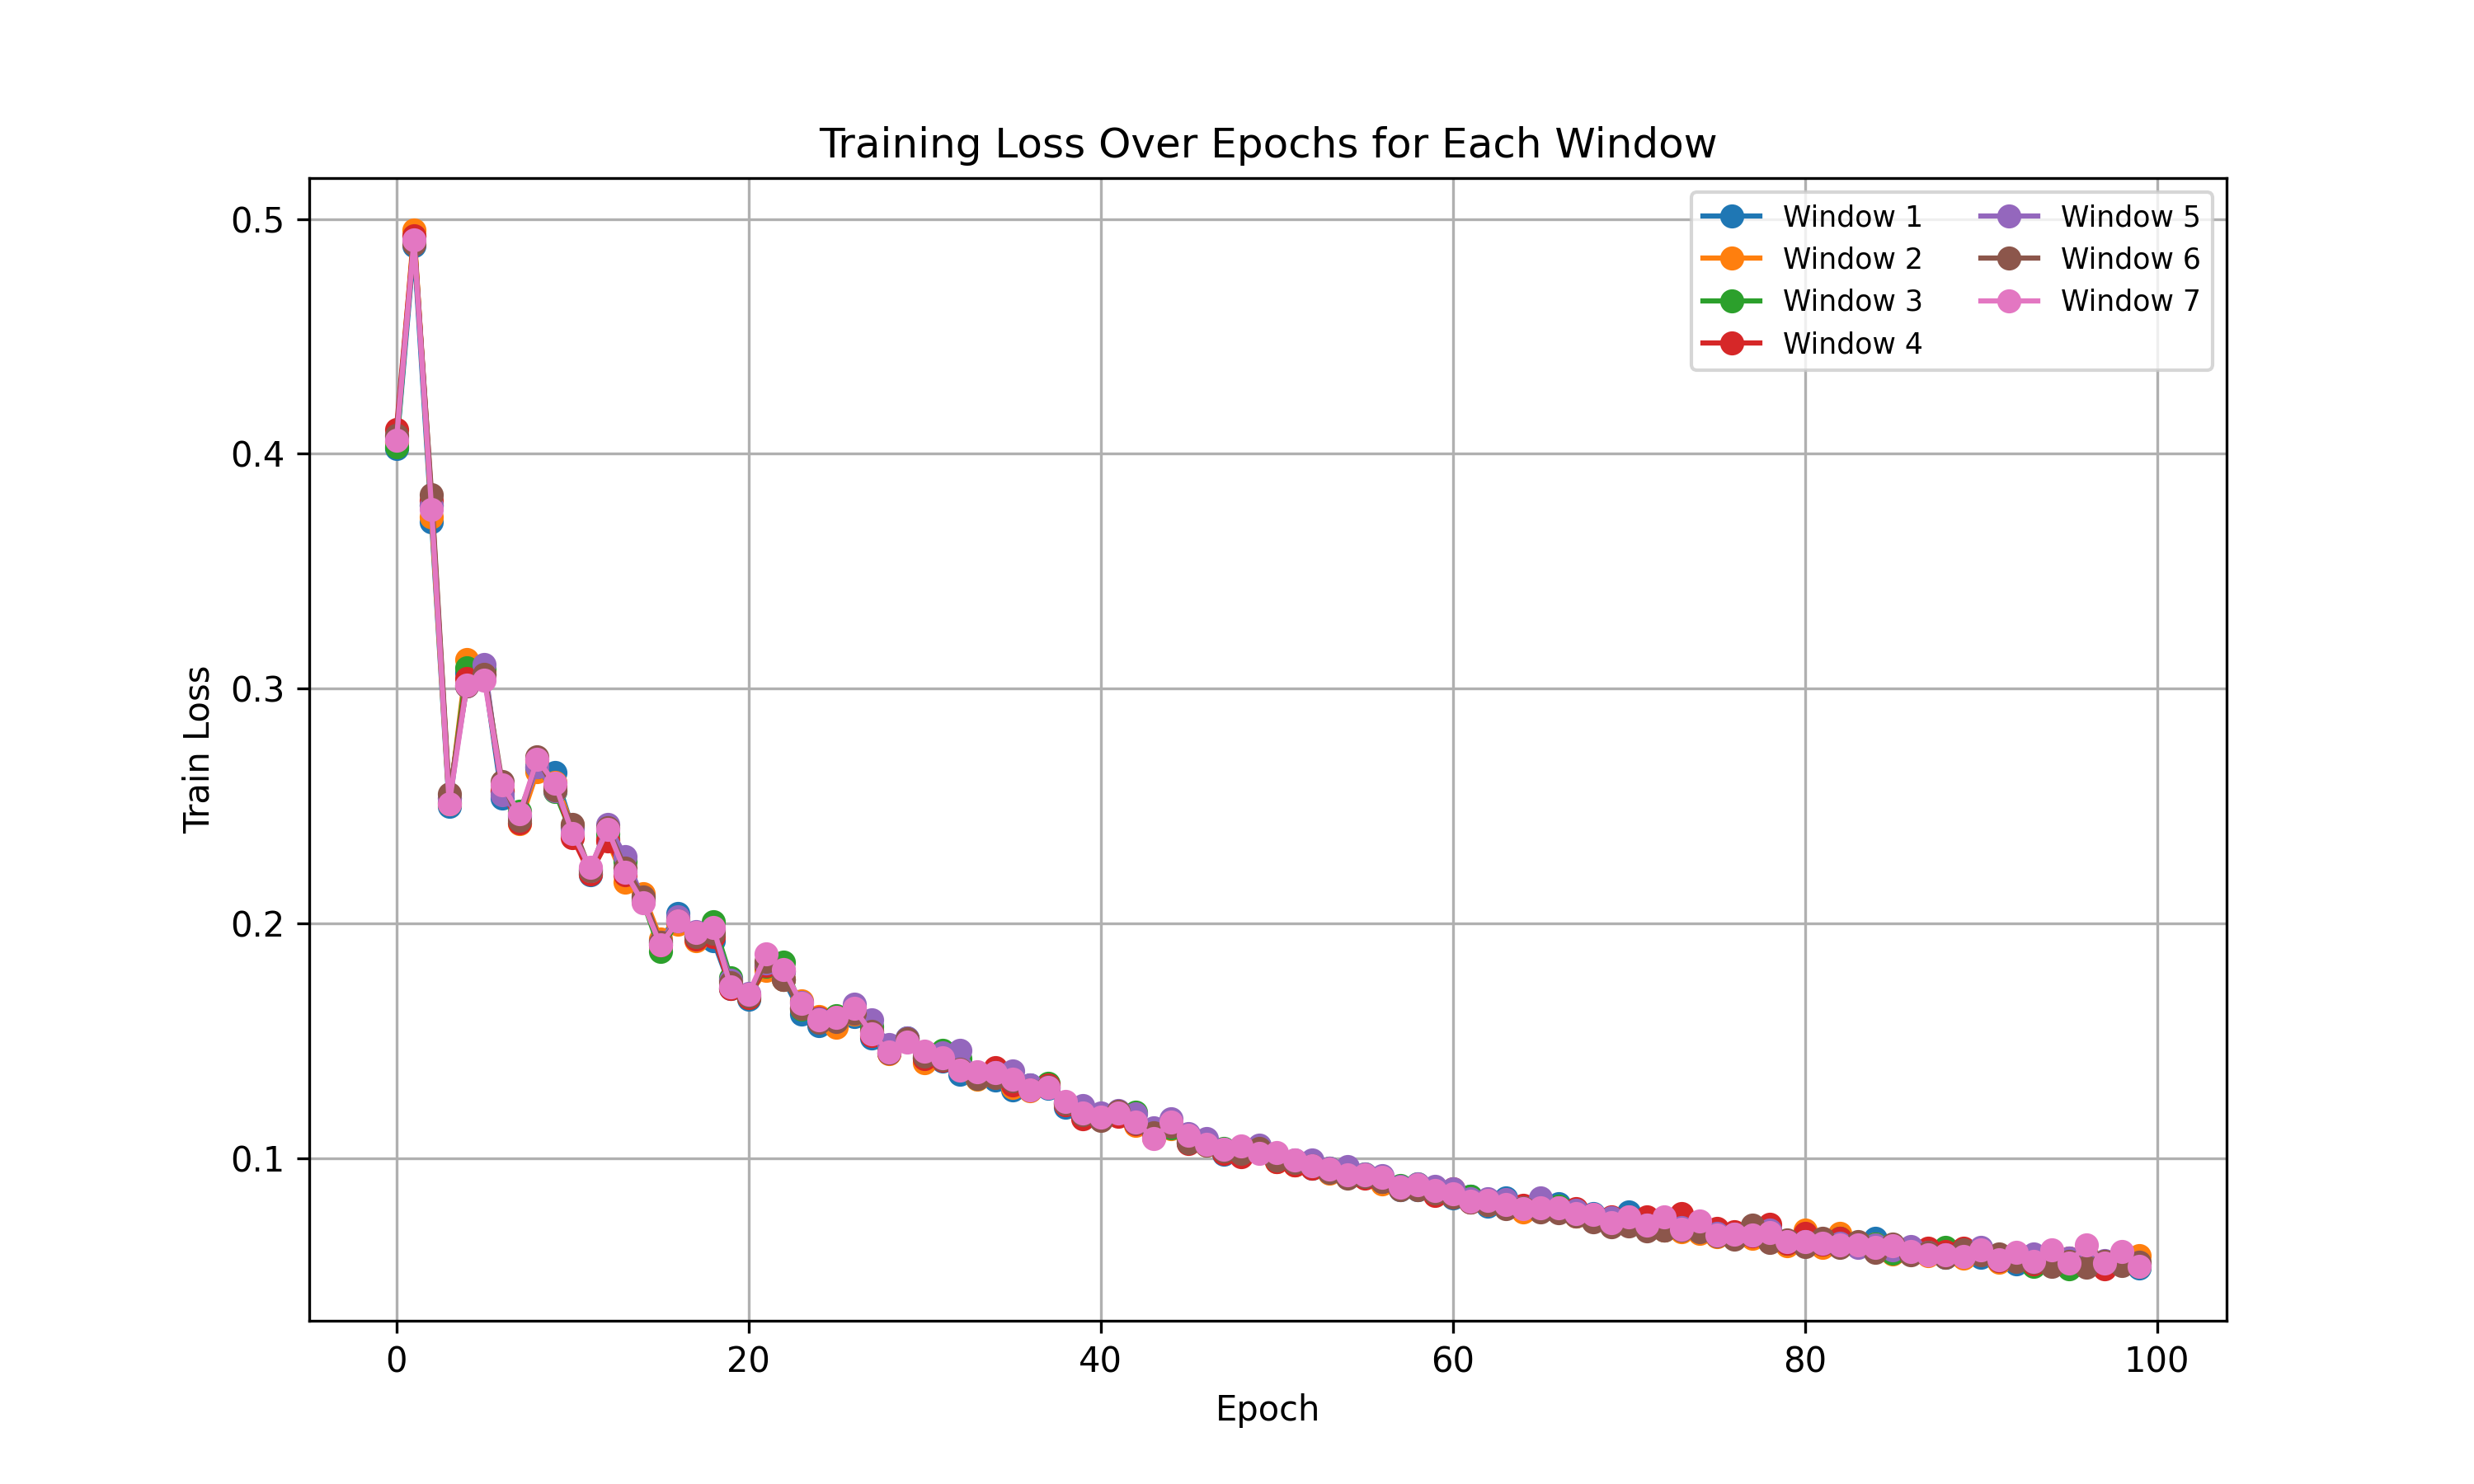 Training Loss Over Epochs for Each Window
Train Loss
0.5
0.4
0.3
0.2
0.1
0 20 40 60 80 100
Epoch
Window 1
Window 2
Window 3
Window 4
Window 5
Window 6
Window 7